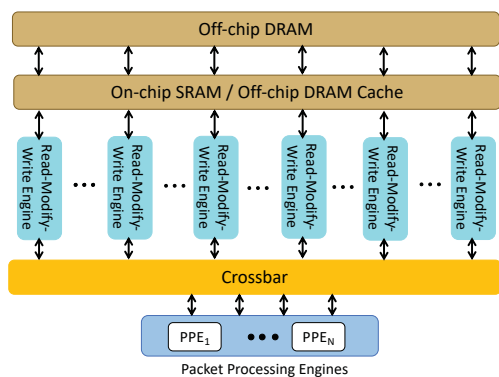 Off-chip DRAM
On-chip SRAM / Off-chip DRAM Cache
Read-Modify-
Write Engine
Read-Modify-
Write Engine
Read-Modify-
Write Engine
Read-Modify-
Write Engine
Read-Modify-
Write Engine
Read-Modify-
Write Engine
Crossbar
PPE1 ••• PPEN
Packet Processing Engines